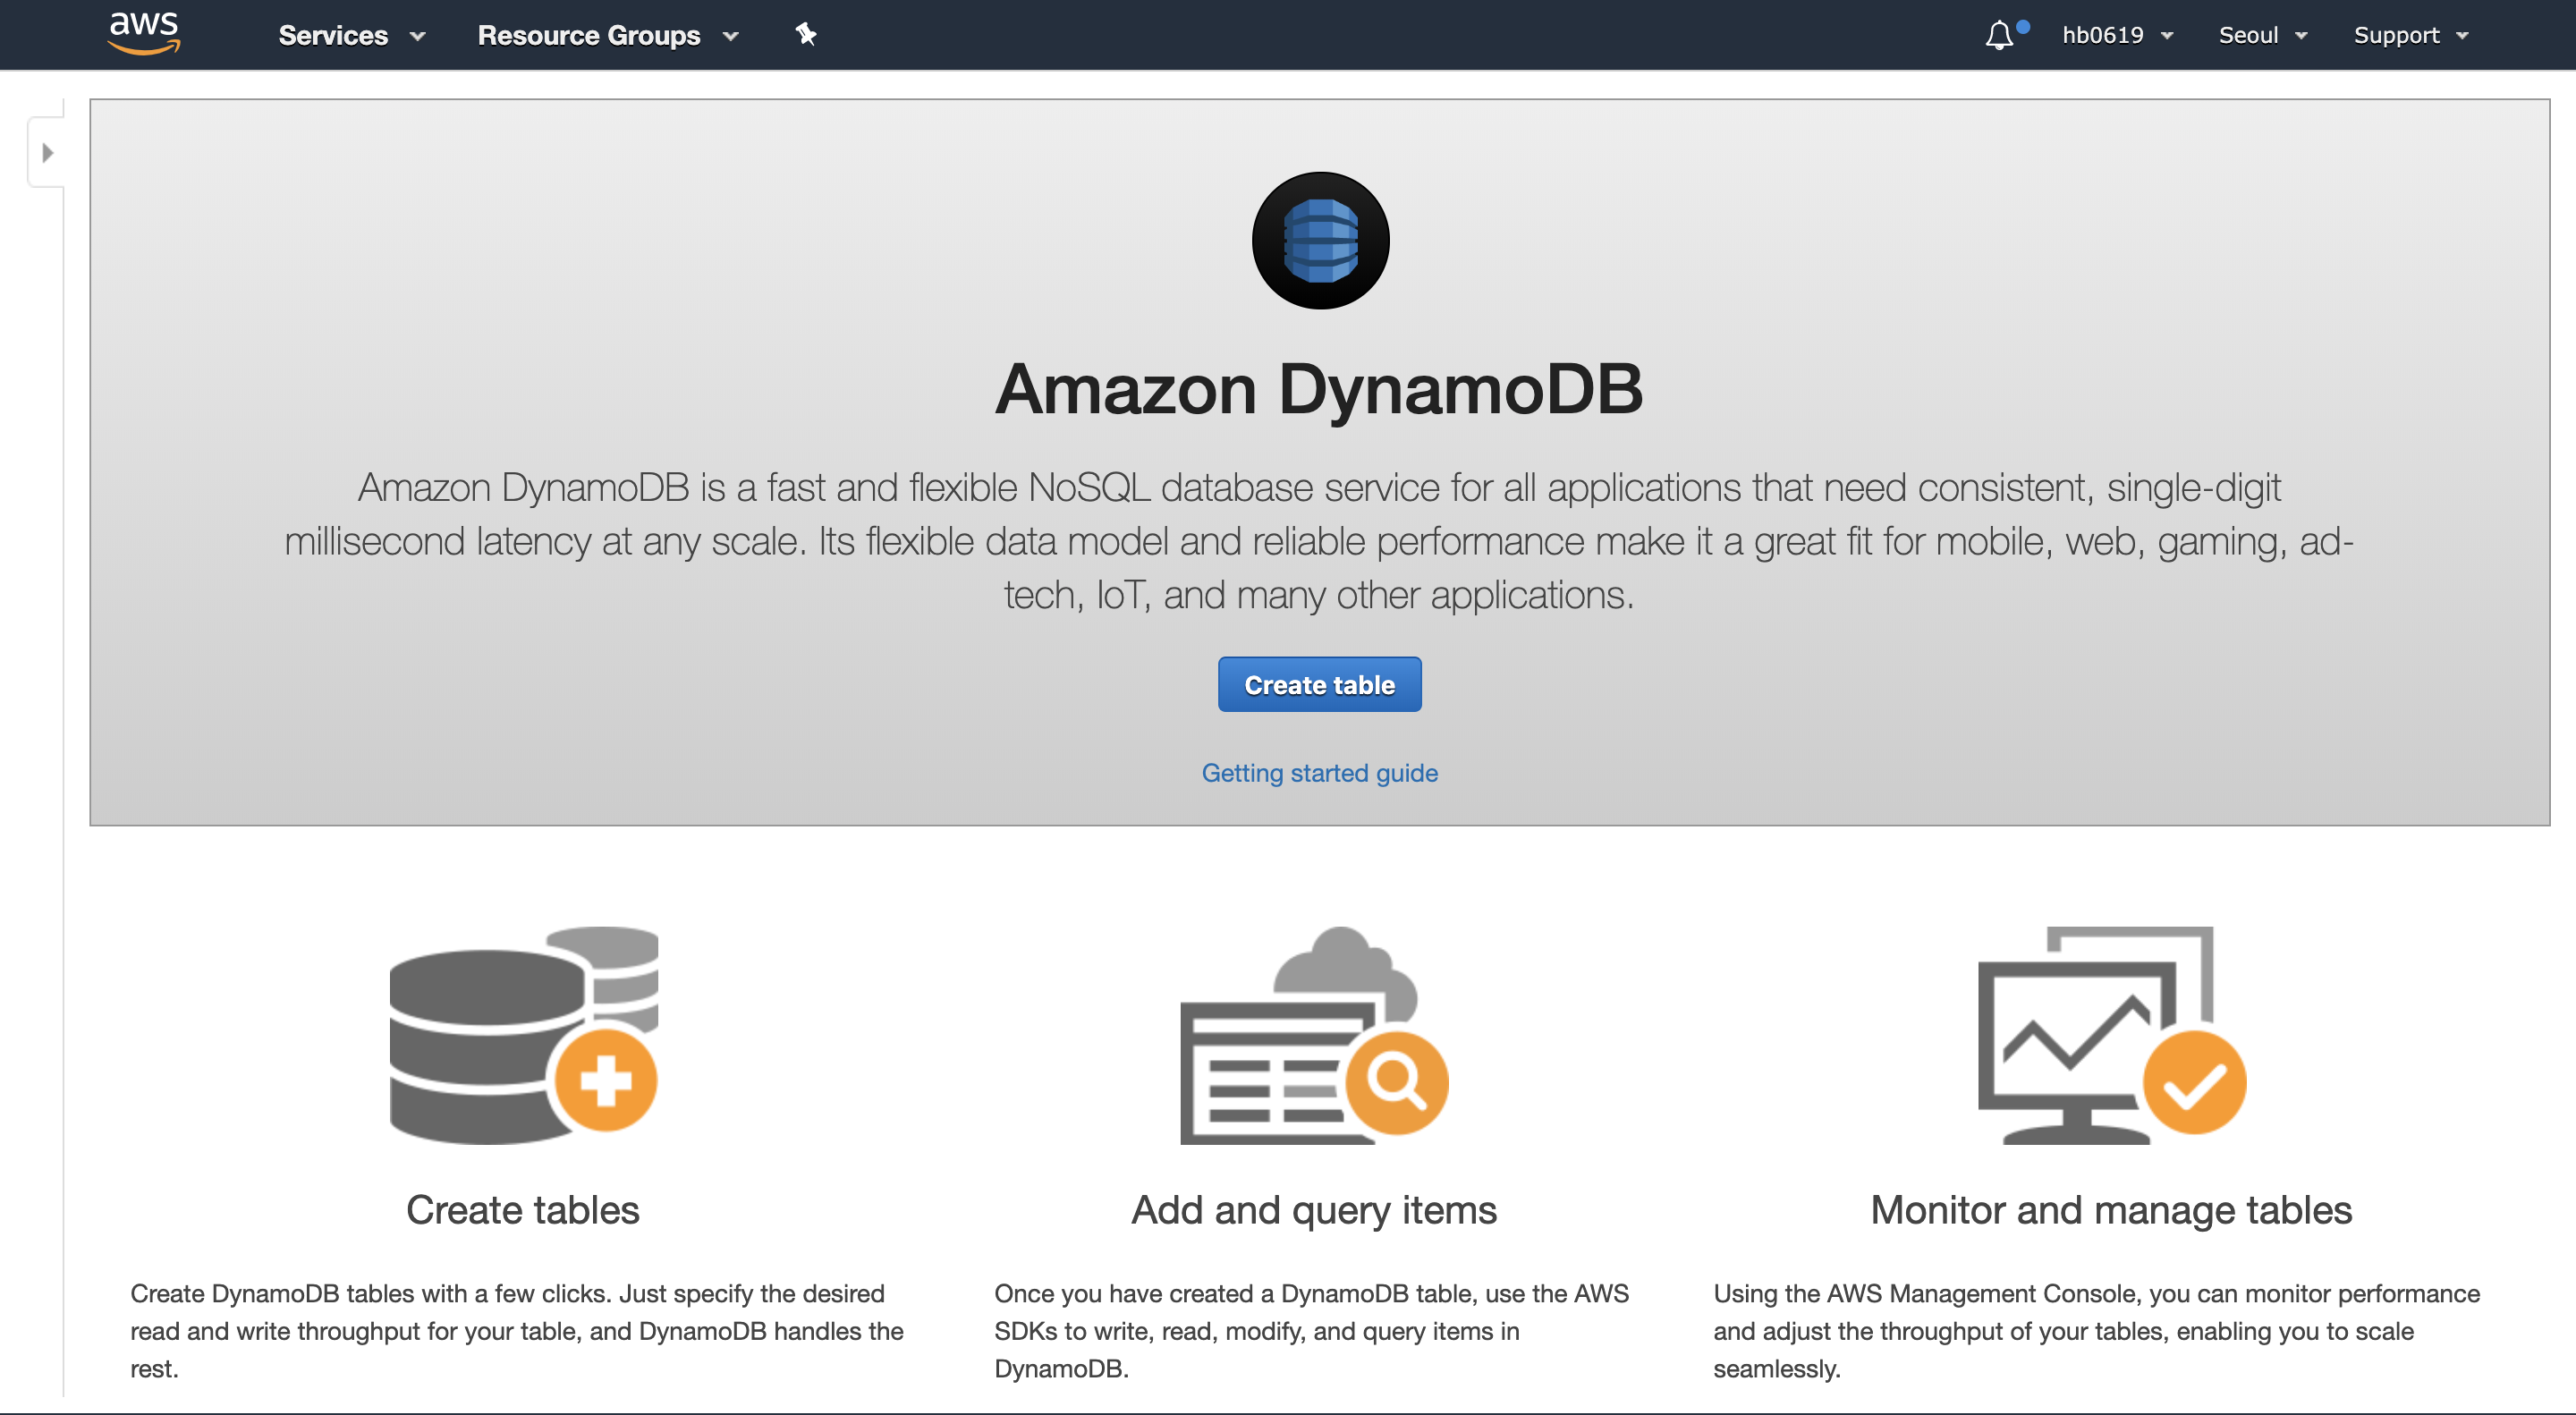 aws
Services
Resource Groups
hb0619
Seoul
Support
Amazon DynamoDB
Amazon DynamoDB is a fast and flexible NoSQL database service for all applications that need consistent, single-digit
millisecond latency at any scale. Its flexible data model and reliable performance make it a great fit for mobile, web, gaming, ad-
tech, IoT, and many other applications.
Create table
Getting started guide
Create tables
Create DynamoDB tables with a few clicks. Just specify the desired
read and write throughput for your table, and DynamoDB handles the
rest.
Add and query items
Once you have created a DynamoDB table, use the AWS
SDKs to write, read, modify, and query items in
DynamoDB.
Monitor and manage tables
Using the AWS Management Console, you can monitor performance
and adjust the throughput of your tables, enabling you to scale
seamlessly.